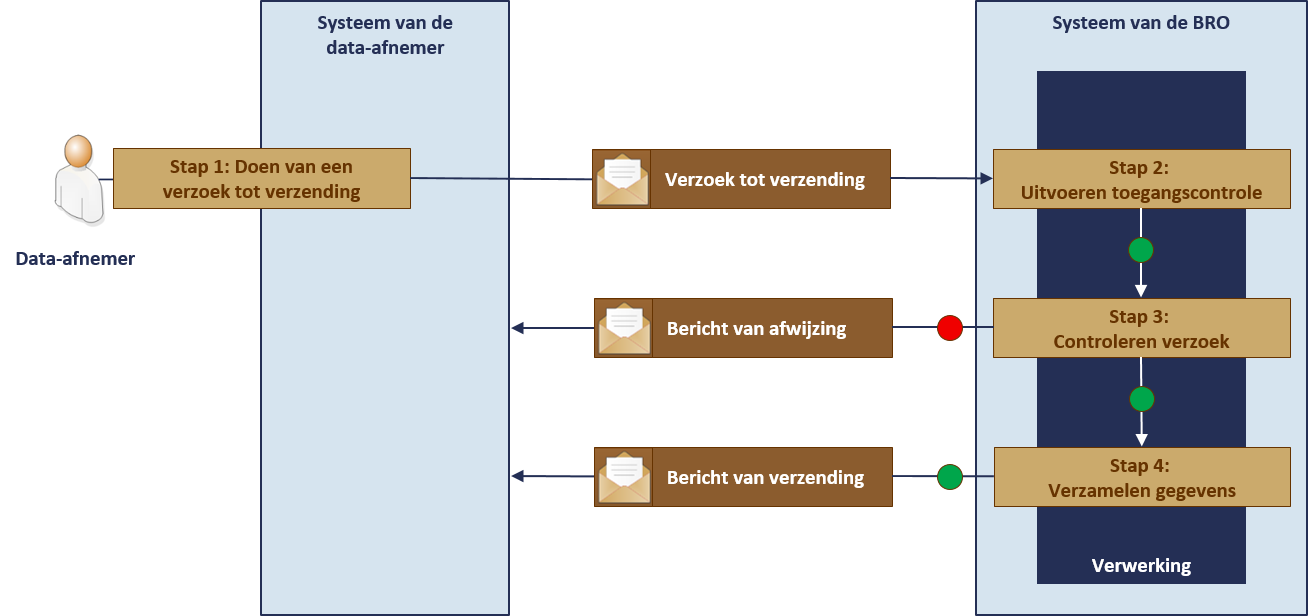 Systeem van de
data-afnemer
Systeem van de BRO
Stap 1: Doen van een
verzoek tot verzending
Verzoek tot verzending
Stap 2:
Uitvoeren toegangscontrole
Data-afnemer
Bericht van afwijzing
Stap 3:
Controleren verzoek
Bericht van verzending
Stap 4:
Verzamelen gegevens
Verwerking